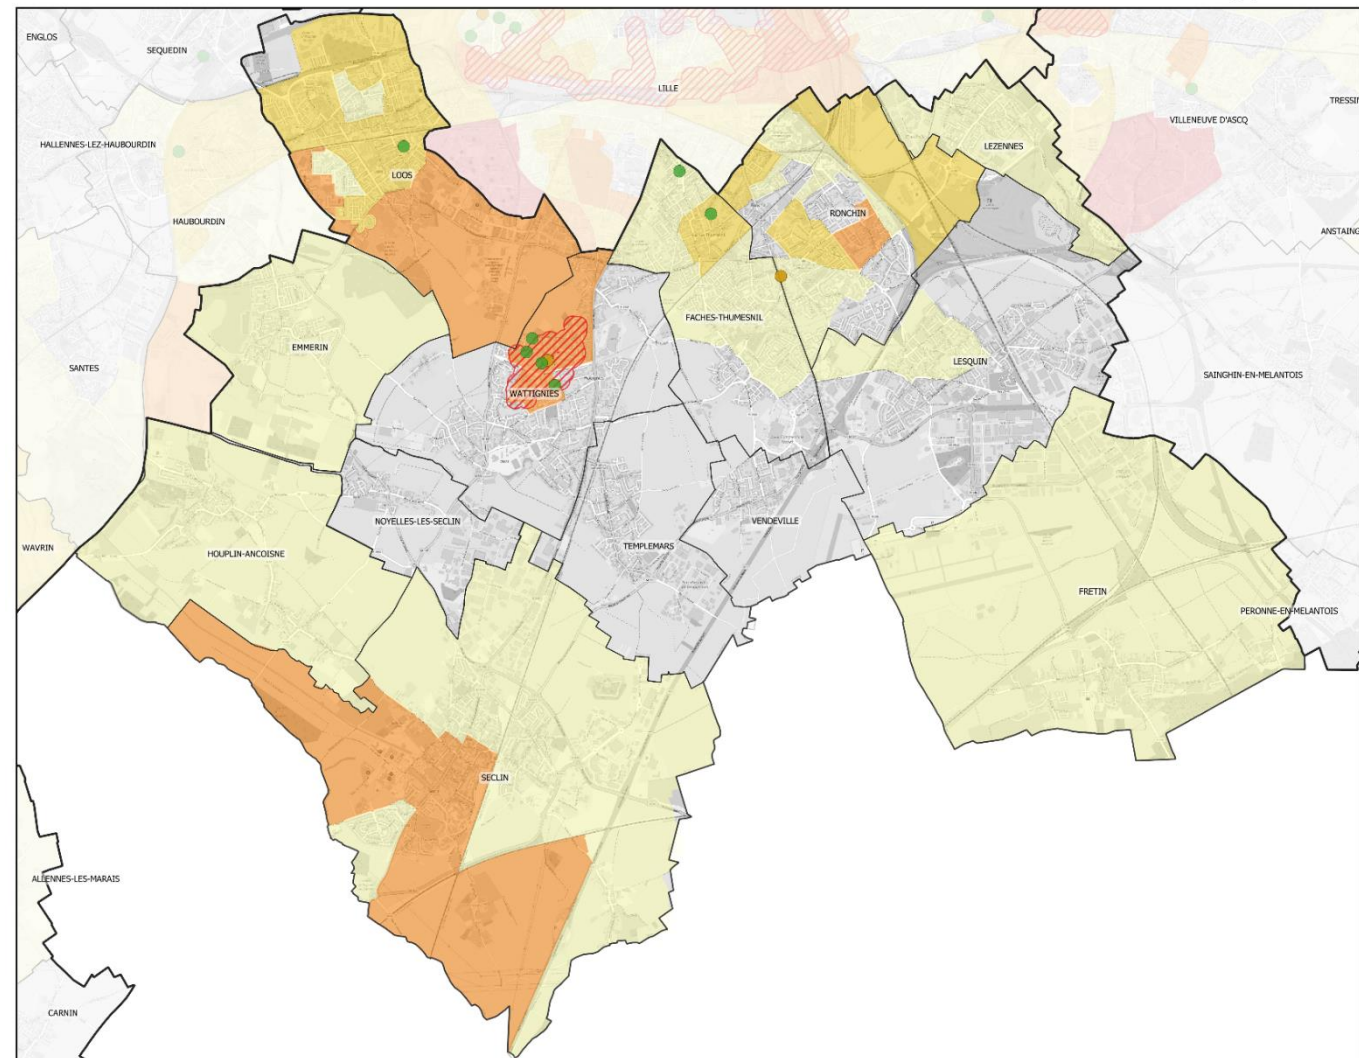 ENGLOS
SEQUEDIN
LILLE
TRESSIN
VILLENEUVE D'ASCQ
HALLENNES-LEZ-HAUBOURDIN
LEZENNES
LOOS
HAUBOURDIN
RONCHIN
ANSTAING
FACHES-THUMESNIL
EMMERIN
LESQUIN
SANTES
SAINGHIN-EN-MELANTOIS
WATTIGNIES
NOYELLES-LES-SECLIN
VENDEVILLE
WAVRIN
HOUPLIN-ANCOISNE
TEMPLEMARS
FRETIN
PERONNE-EN-MELANTOIS
SECLIN
ALLENNES-LES-MARAIS
CARNIN